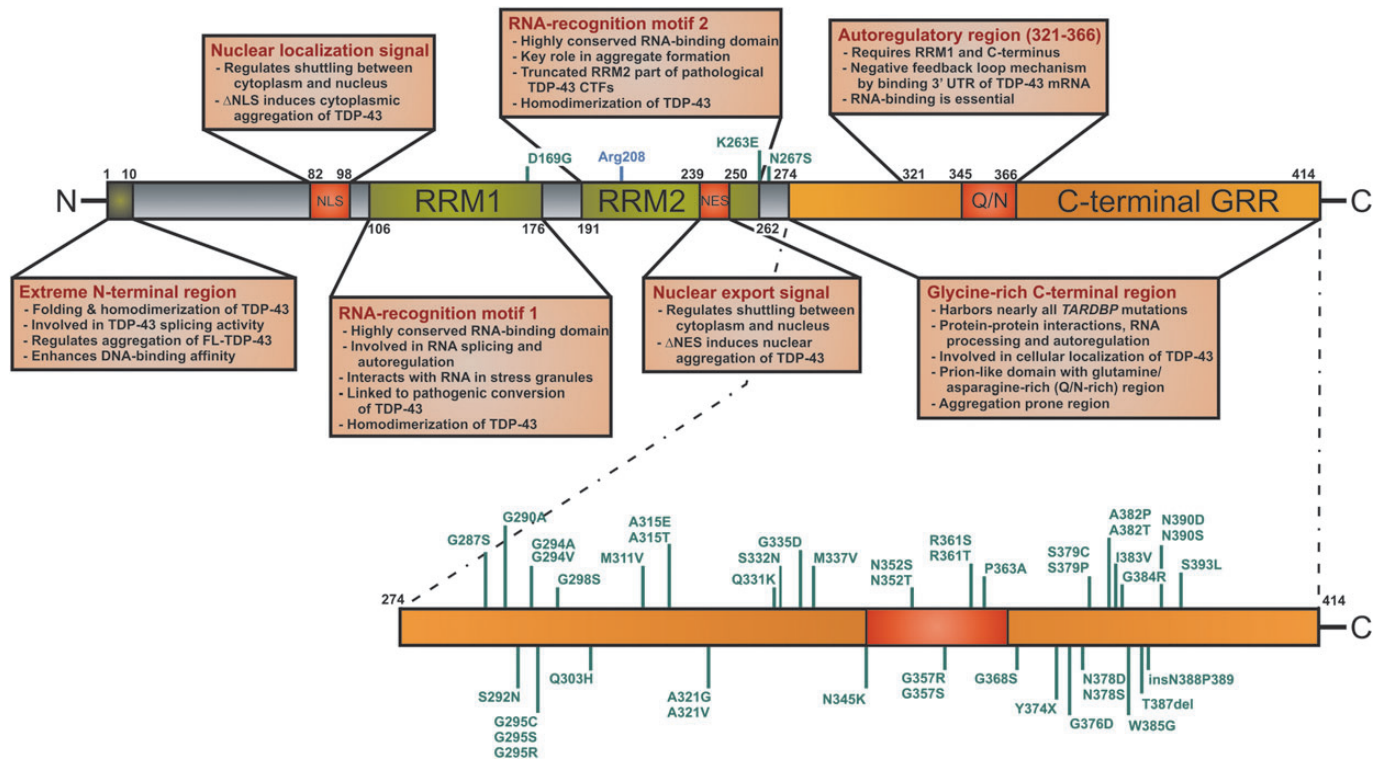 Nuclear localization signal
- Regulates shuttling between
cytoplasm and nucleus
- ΔNLS induces cytoplasmic
aggregation of TDP-43
RNA-recognition motif 2
- Highly conserved RNA-binding domain
- Key role in aggregate formation
- Truncated RRM2 part of pathological
TDP-43 CTFs
- Homodimerization of TDP-43
Autoregulatory region (321-366)
- Requires RRM1 and C-terminus
- Negative feedback loop mechanism
by binding 3' UTR of TDP-43 mRNA
- RNA-binding is essential
D169G
Arg208
K263E
N267S
1 10 82 98 239 250 274 321 345 366 414
N NLS RRM1 RRM2 NES Q/N C-terminal GRR C
106 176 191 262
Extreme N-terminal region
- Folding & homodimerization of TDP-43
- Involved in TDP-43 splicing activity
- Regulates aggregation of FL-TDP-43
- Enhances DNA-binding affinity
RNA-recognition motif 1
- Highly conserved RNA-binding domain
- Involved in RNA splicing and
autoregulation
- Interacts with RNA in stress granules
- Linked to pathogenic conversion
of TDP-43
- Homodimerization of TDP-43
Nuclear export signal
- Regulates shuttling between
cytoplasm and nucleus
- ΔNES induces nuclear
aggregation of TDP-43
Glycine-rich C-terminal region
- Harbors nearly all TARDBP mutations
- Protein-protein interactions, RNA
processing and autoregulation
- Involved in cellular localization of TDP-43
- Prion-like domain with glutamine/
asparagine-rich (Q/N-rich) region
- Aggregation prone region
G287S
G290A
G294A
G294V
G298S
M311V
A315E
A315T
Q331K
S332N
G335D
M337V
N352S
N352T
R361S
R361T
P363A
S379C
S379P
A382P
A382T
I383V
G384R
N390D
N390S
S393L
274
414
C
S292N
G295C
G295S
G295R
Q303H
A321G
A321V
N345K
G357R
G357S
G368S
Y374X
G376D
N378D
N378S
W385G
T387del
insN388P389